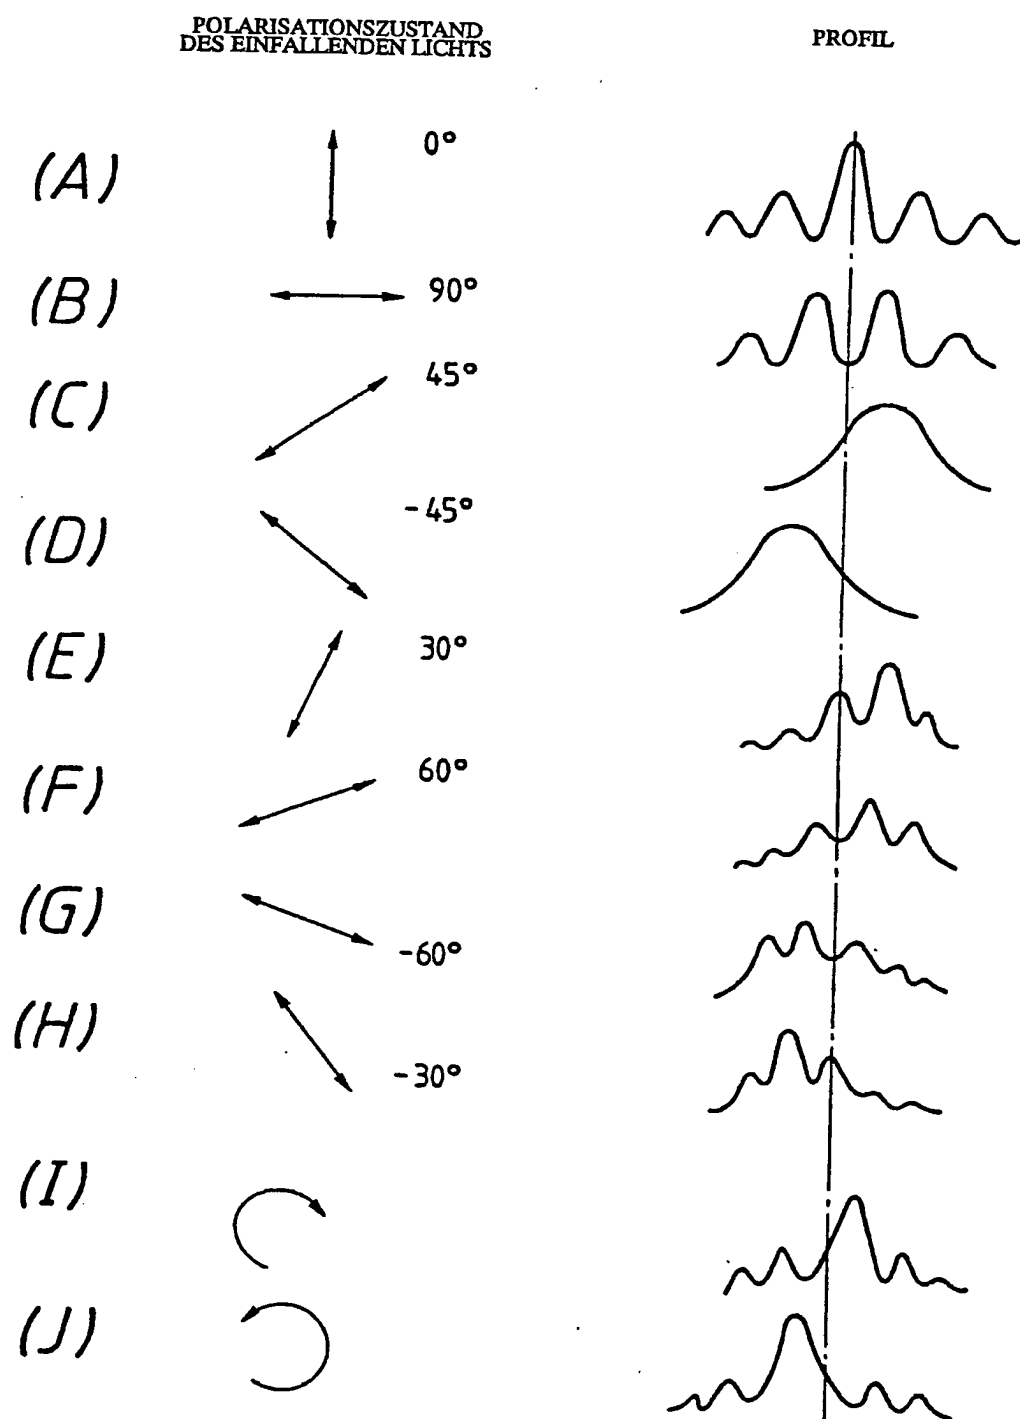 POLARISATIONSZUSTAND
DES EINFALLENDEN LICHTS
PROFIL
(A) 0°
(B) 90°
(C) 45°
(D) -45°
(E) 30°
(F) 60°
(G) -60°
(H) -30°
(I)
(J)